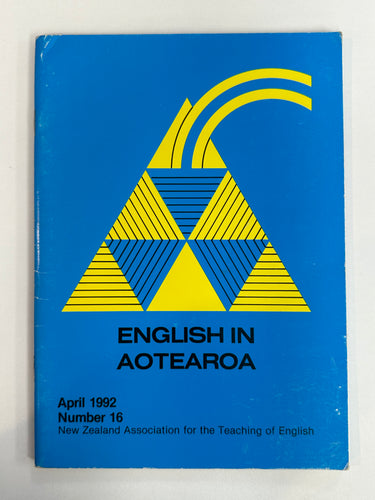 ENGLISH IN
AOTEAROA
April 1992
Number 16
New Zealand Association for the Teaching of English